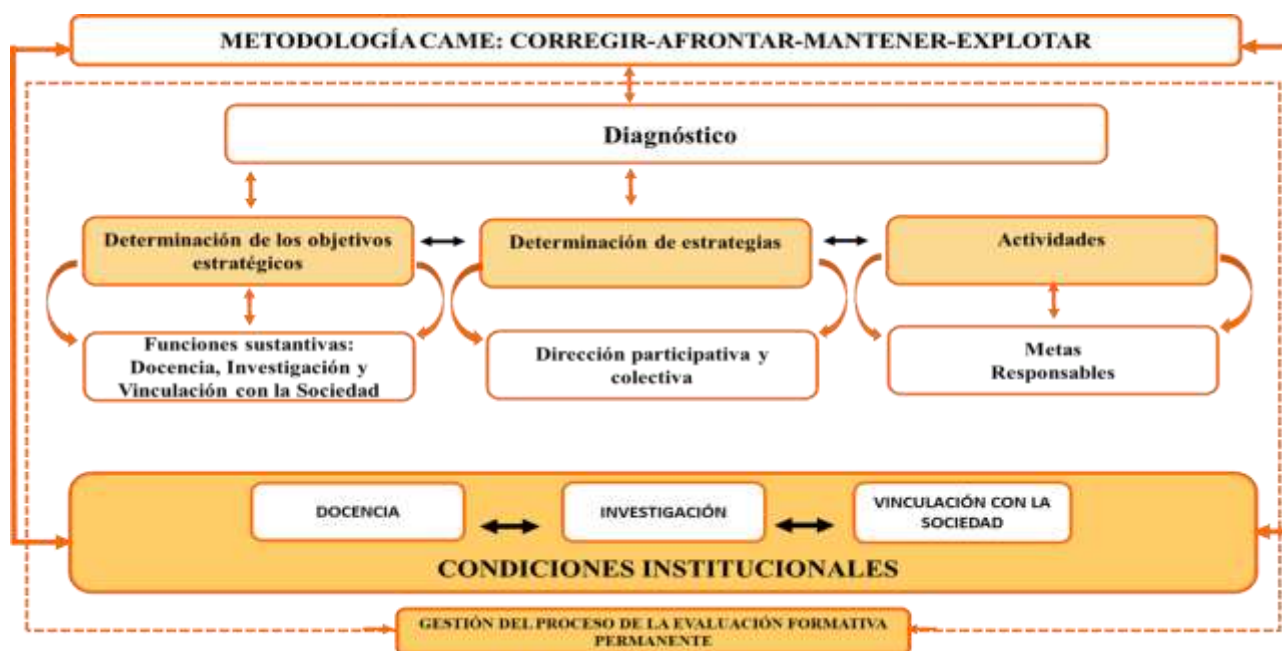 METODOLOGÍA CAME: CORREGIR-AFRONTAR-MANTENER-EXPLOTAR
Diagnóstico
Determinación de los objetivos
estratégicos
Determinación de estrategias
Actividades
Funciones sustantivas:
Docencia, Investigación y
Vinculación con la Sociedad
Dirección participativa y
colectiva
Metas
Responsables
DOCENCIA
INVESTIGACIÓN
VINCULACIÓN CON LA
SOCIEDAD
CONDICIONES INSTITUCIONALES
GESTIÓN DEL PROCESO DE LA EVALUACIÓN FORMATIVA
PERMANENTE